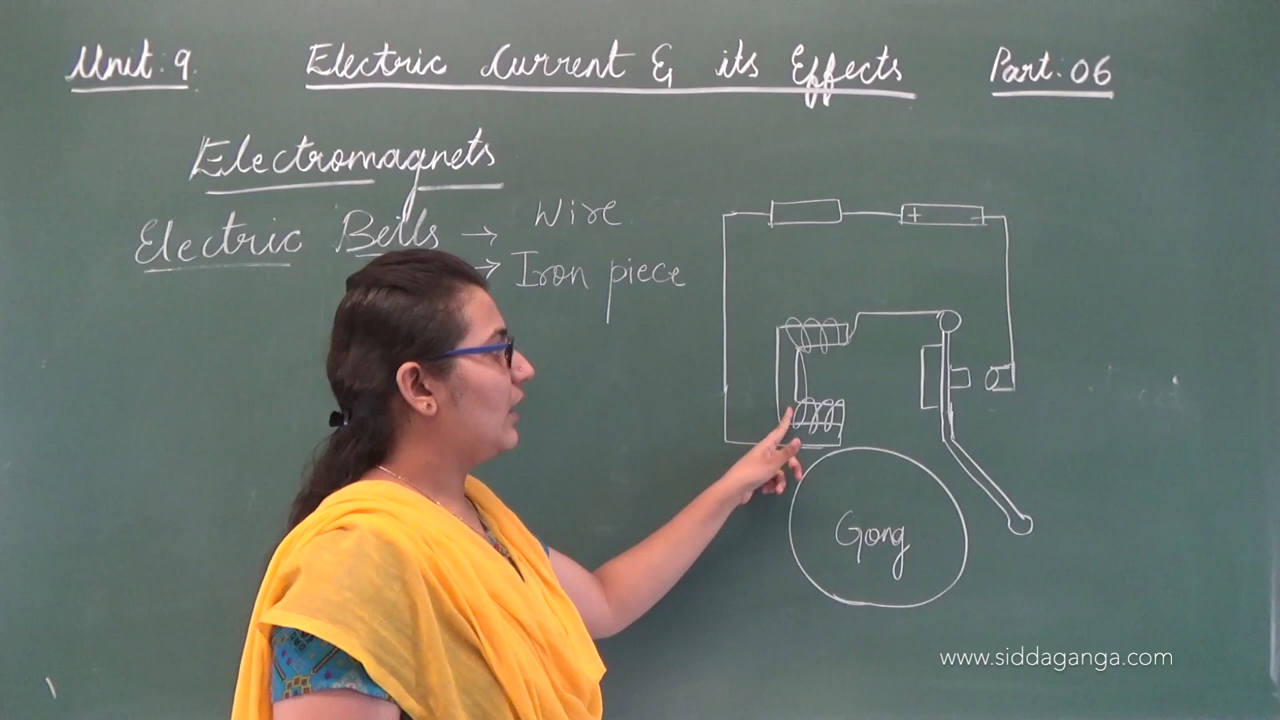 Unit: 9. Electric Current & its Effects Part: 06
Electromagnets
Electric Bells → Wire
→ Iron piece
+ -
Gong
www.siddaganga.com